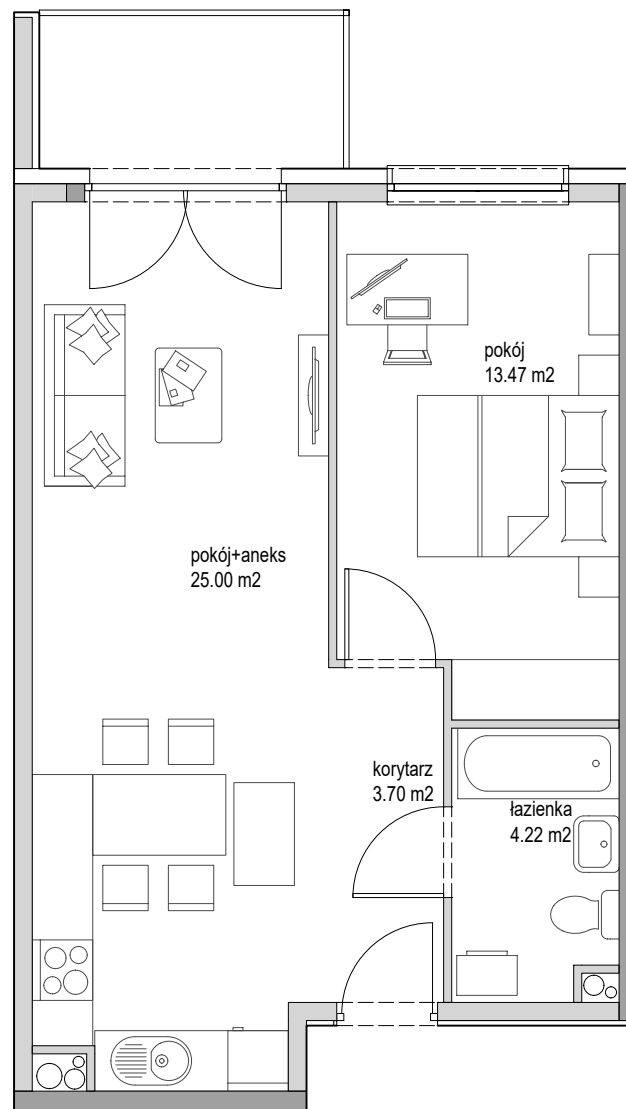 pokój
13.47 m2
pokój+aneks
25.00 m2
korytarz
3.70 m2
łazienka
4.22 m2